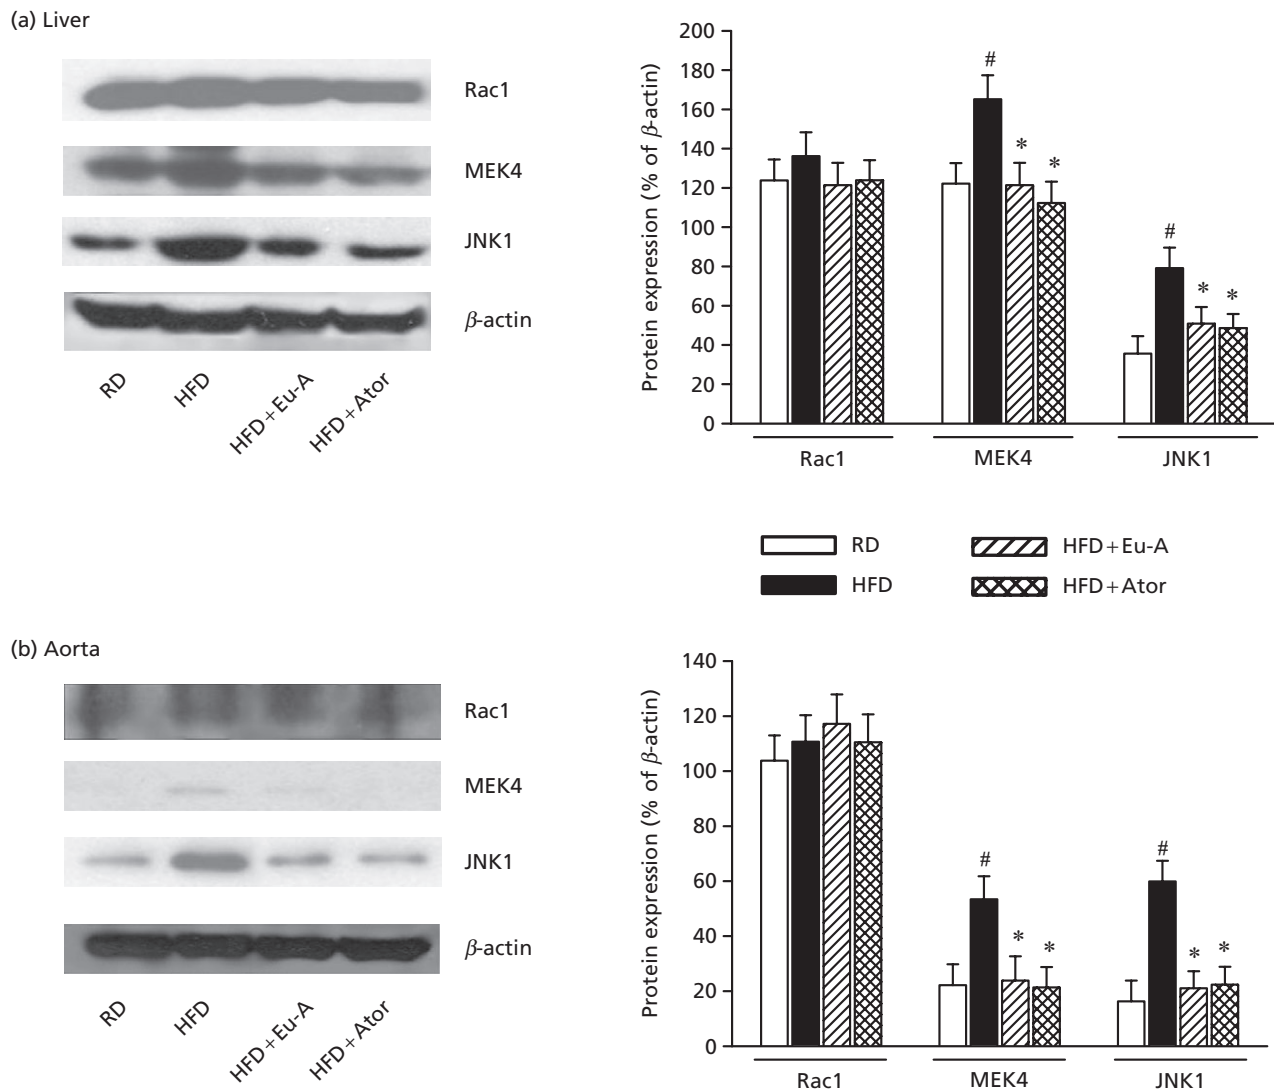 (a) Liver
Rac1
MEK4
JNK1
β-actin
RD
HFD
HFD+Eu-A
HFD+Ator
Protein expression (% of β-actin)
200
180
160
140
120
100
80
60
40
20
0
#
*
*
#
*
*
Rac1
MEK4
JNK1
RD
HFD
HFD+Eu-A
HFD+Ator
(b) Aorta
Rac1
MEK4
JNK1
β-actin
RD
HFD
HFD+Eu-A
HFD+Ator
Protein expression (% of β-actin)
140
120
100
80
60
40
20
0
#
*
*
#
*
*
Rac1
MEK4
JNK1